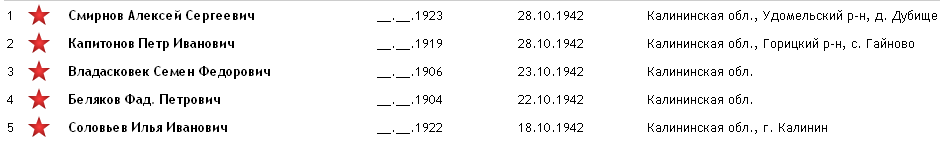 1 Смирнов Алексей Сергеевич __.__.1923 28.10.1942 Калининская обл., Удомельский р-н, д. Дубище
2 Капитонов Петр Иванович __.__.1919 28.10.1942 Калининская обл., Горицкий р-н, с. Гайново
3 Владасковек Семен Федорович __.__.1906 23.10.1942 Калининская обл.
4 Беляков Фад. Петрович __.__.1904 22.10.1942 Калининская обл.
5 Соловьев Илья Иванович __.__.1922 18.10.1942 Калининская обл., г. Калинин